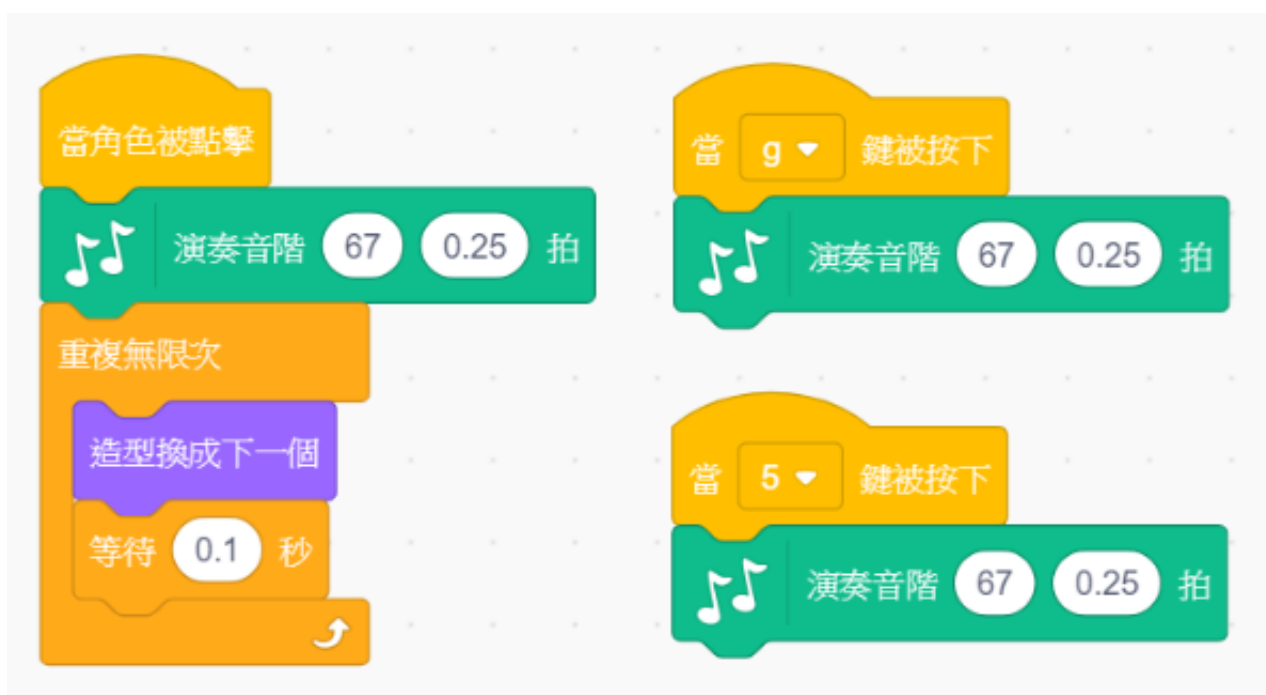 當角色被點擊
演奏音階 67 0.25 拍
重複無限次
造型換成下一個
等待 0.1 秒
當 g 鍵被按下
演奏音階 67 0.25 拍
當 5 鍵被按下
演奏音階 67 0.25 拍